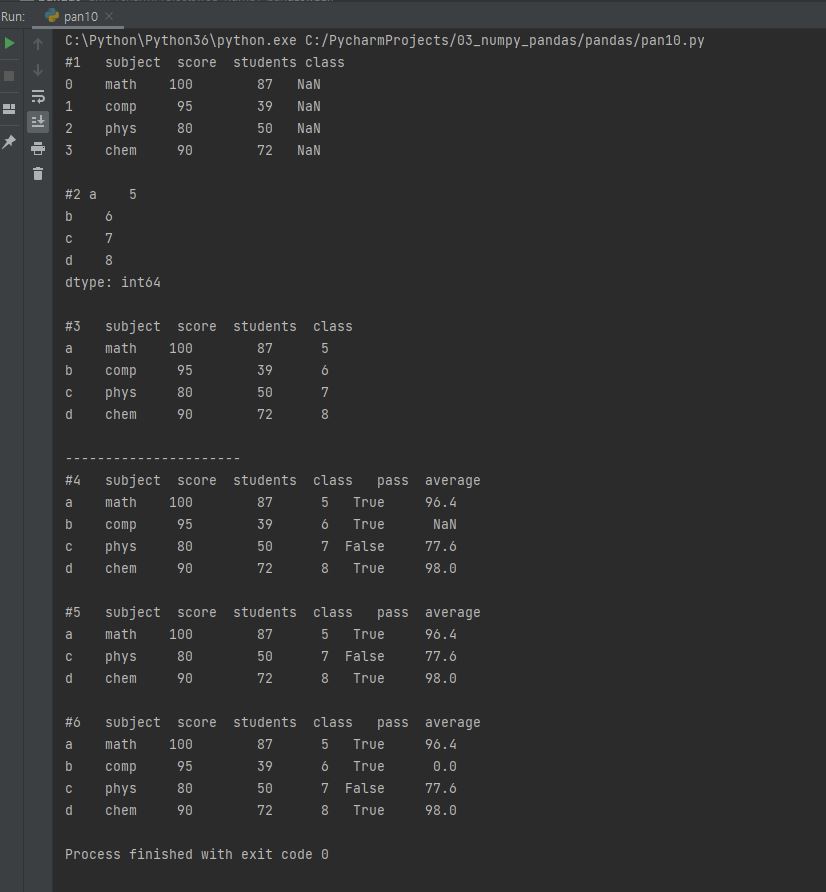 Run: pan10 ×
C:\Python\Python36\python.exe C:/PycharmProjects/03_numpy_pandas/pandas/pan10.py
#1   subject  score  students class
0    math    100        87   NaN
1    comp     95        39   NaN
2    phys     80        50   NaN
3    chem     90        72   NaN
#2 a    5
b    6
c    7
d    8
dtype: int64
#3   subject  score  students  class
a    math    100        87      5
b    comp     95        39      6
c    phys     80        50      7
d    chem     90        72      8
----------------------
#4   subject  score  students  class   pass  average
a    math    100        87      5   True     96.4
b    comp     95        39      6   True      NaN
c    phys     80        50      7  False     77.6
d    chem     90        72      8   True     98.0
#5   subject  score  students  class   pass  average
a    math    100        87      5   True     96.4
c    phys     80        50      7  False     77.6
d    chem     90        72      8   True     98.0
#6   subject  score  students  class   pass  average
a    math    100        87      5   True     96.4
b    comp     95        39      6   True      0.0
c    phys     80        50      7  False     77.6
d    chem     90        72      8   True     98.0
Process finished with exit code 0